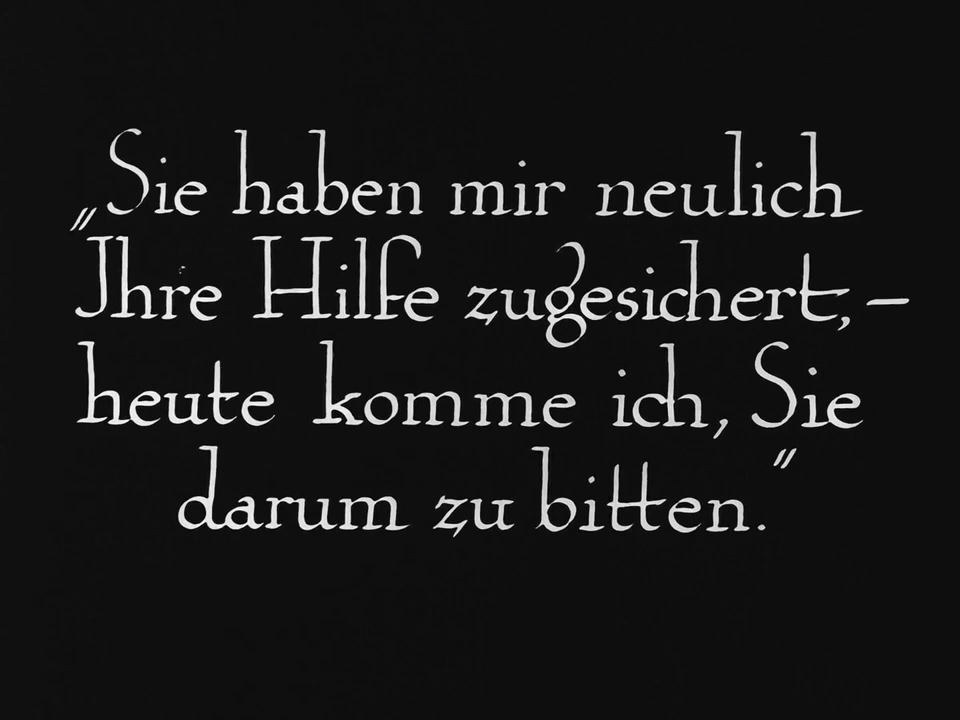 „Sie haben mir neulich
Ihre Hilfe zugesichert, –
heute komme ich, Sie
darum zu bitten.“